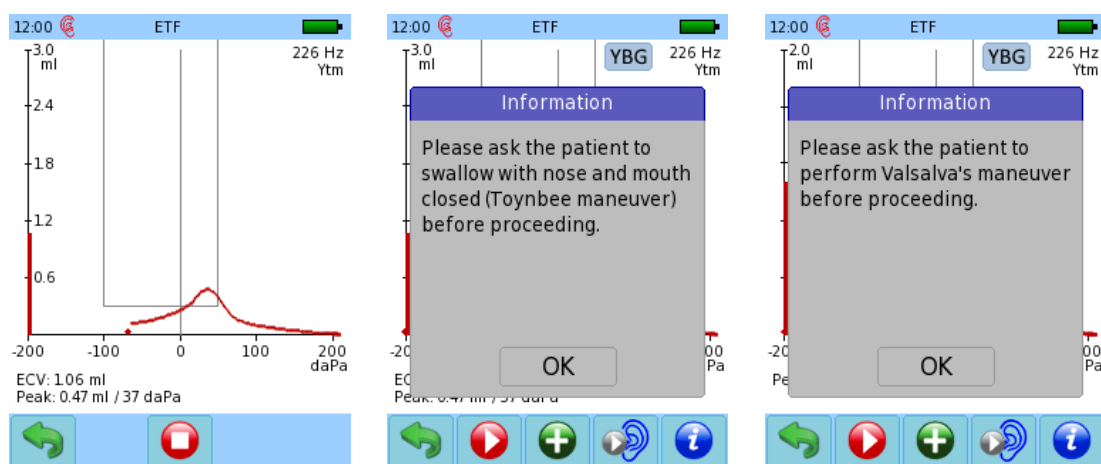 12:00 ETF
3.0
ml
226 Hz
Ytm
2.4
1.8
1.2
0.6
-200 -100 0 100 200
daPa
ECV: 1.06 ml
Peak: 0.47 ml / 37 daPa
12:00 ETF
3.0
ml
YBG 226 Hz
Ytm
Information
Please ask the patient to
swallow with nose and mouth
closed (Toynbee maneuver)
before proceeding.
OK
12:00 ETF
2.0
ml
YBG 226 Hz
Ytm
Information
Please ask the patient to
perform Valsalva's maneuver
before proceeding.
OK